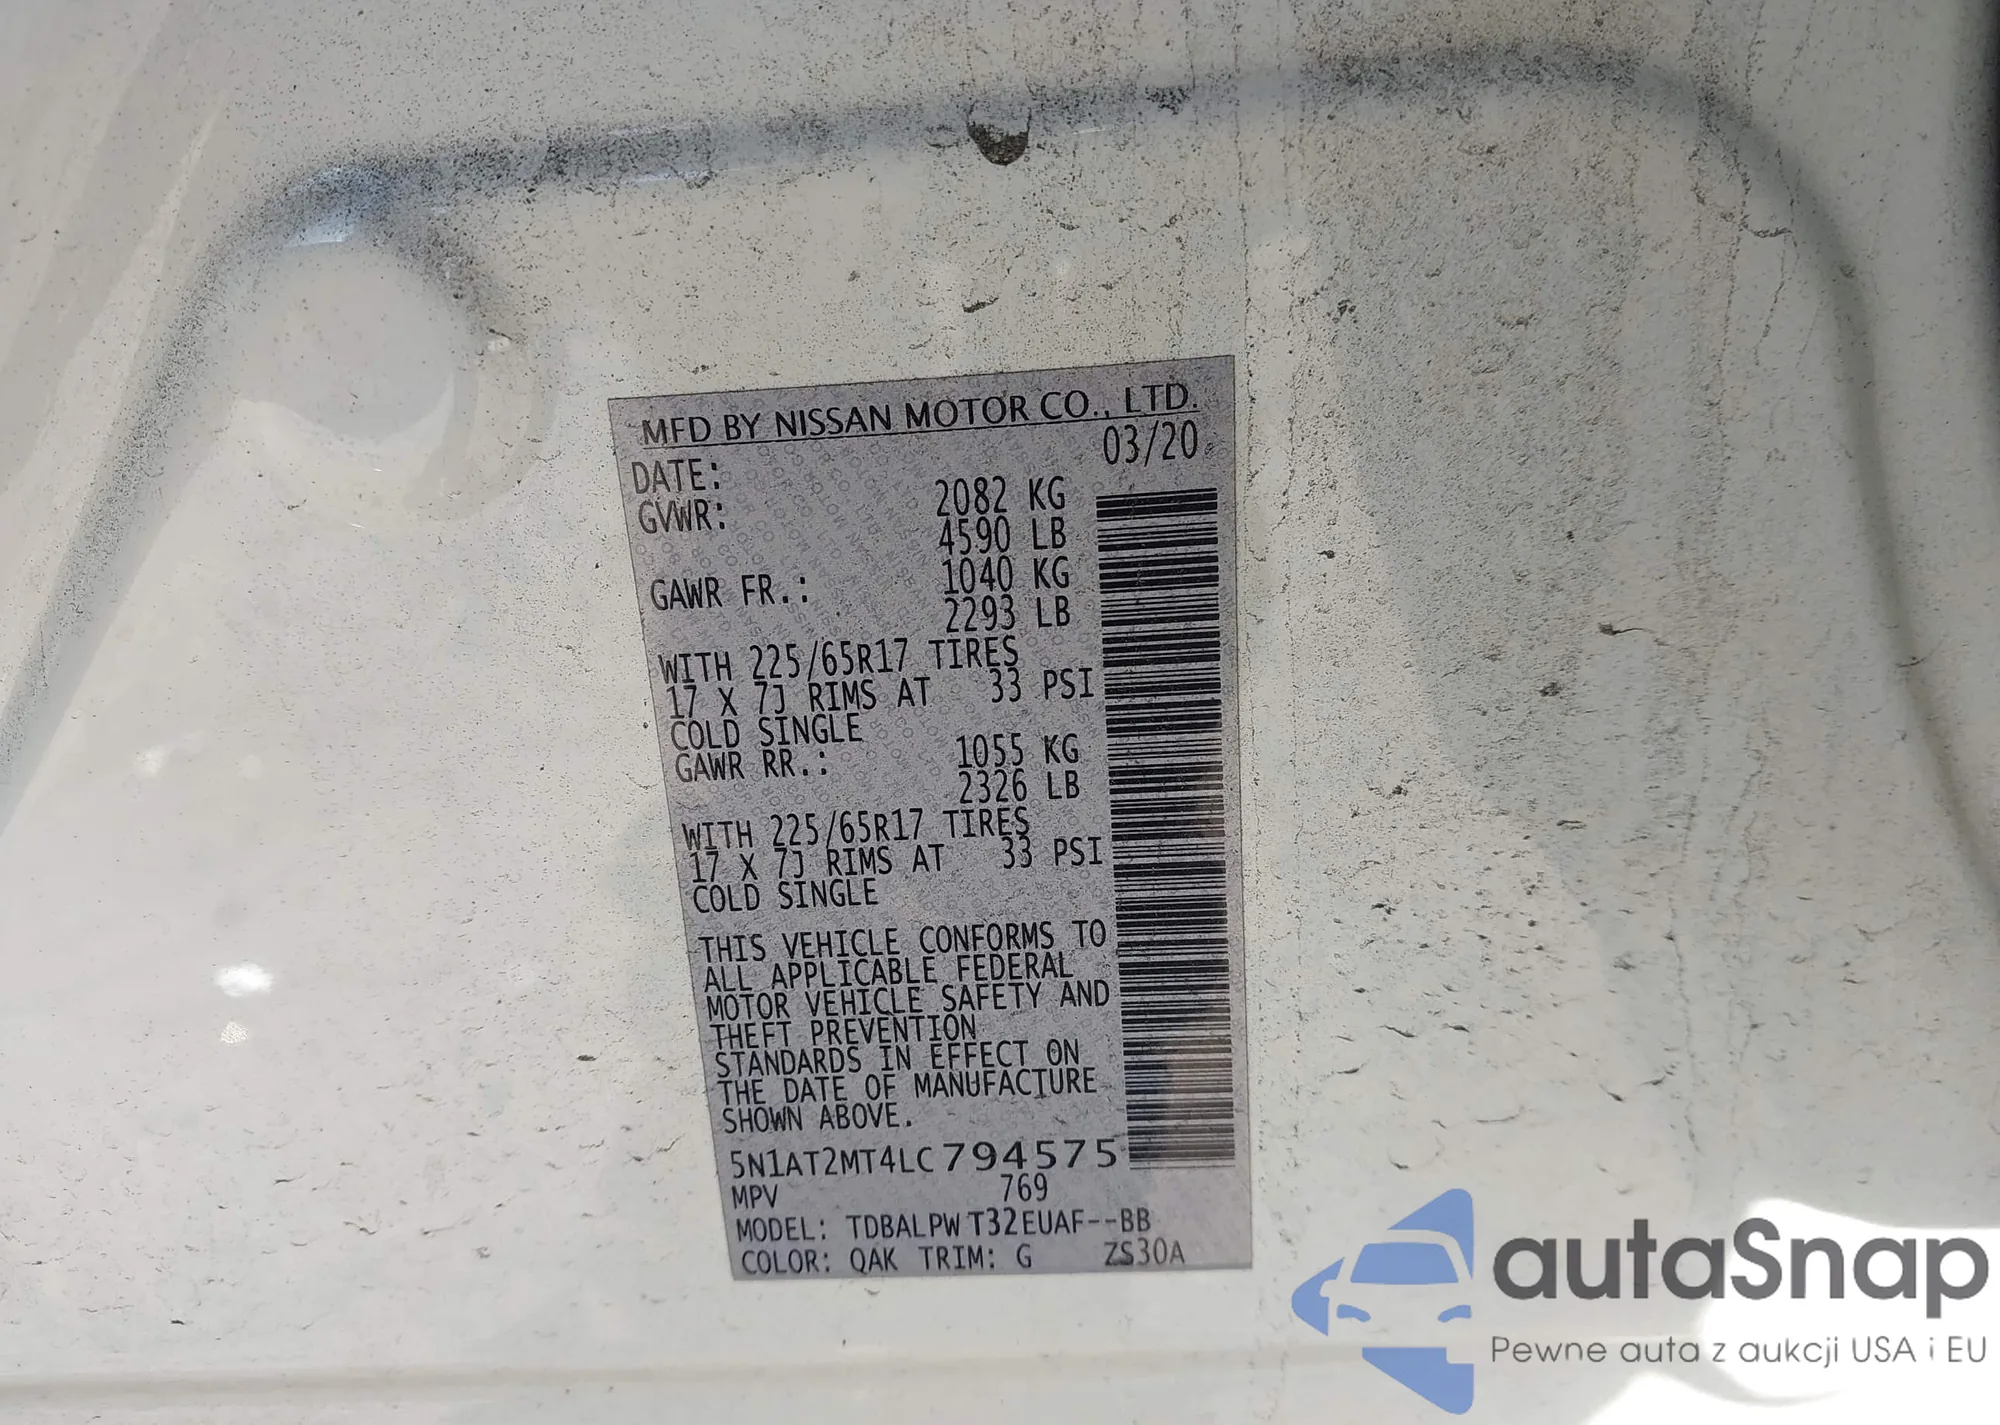 MFD BY NISSAN MOTOR CO., LTD.
DATE: 03/20
GVWR: 2082 KG
4590 LB
GAWR FR.: 1040 KG
2293 LB
WITH 225/65R17 TIRES
17 X 7J RIMS AT 33 PSI
COLD SINGLE
GAWR RR.: 1055 KG
2326 LB
WITH 225/65R17 TIRES
17 X 7J RIMS AT 33 PSI
COLD SINGLE
THIS VEHICLE CONFORMS TO
ALL APPLICABLE FEDERAL
MOTOR VEHICLE SAFETY AND
THEFT PREVENTION
STANDARDS IN EFFECT ON
THE DATE OF MANUFACTURE
SHOWN ABOVE.
5N1AT2MT4LC794575
MPV 769
MODEL: TDBALPW T32EUAF--BB
COLOR: QAK TRIM: G ZS30A
autaSnap
Pewne auta z aukcji USA i EU